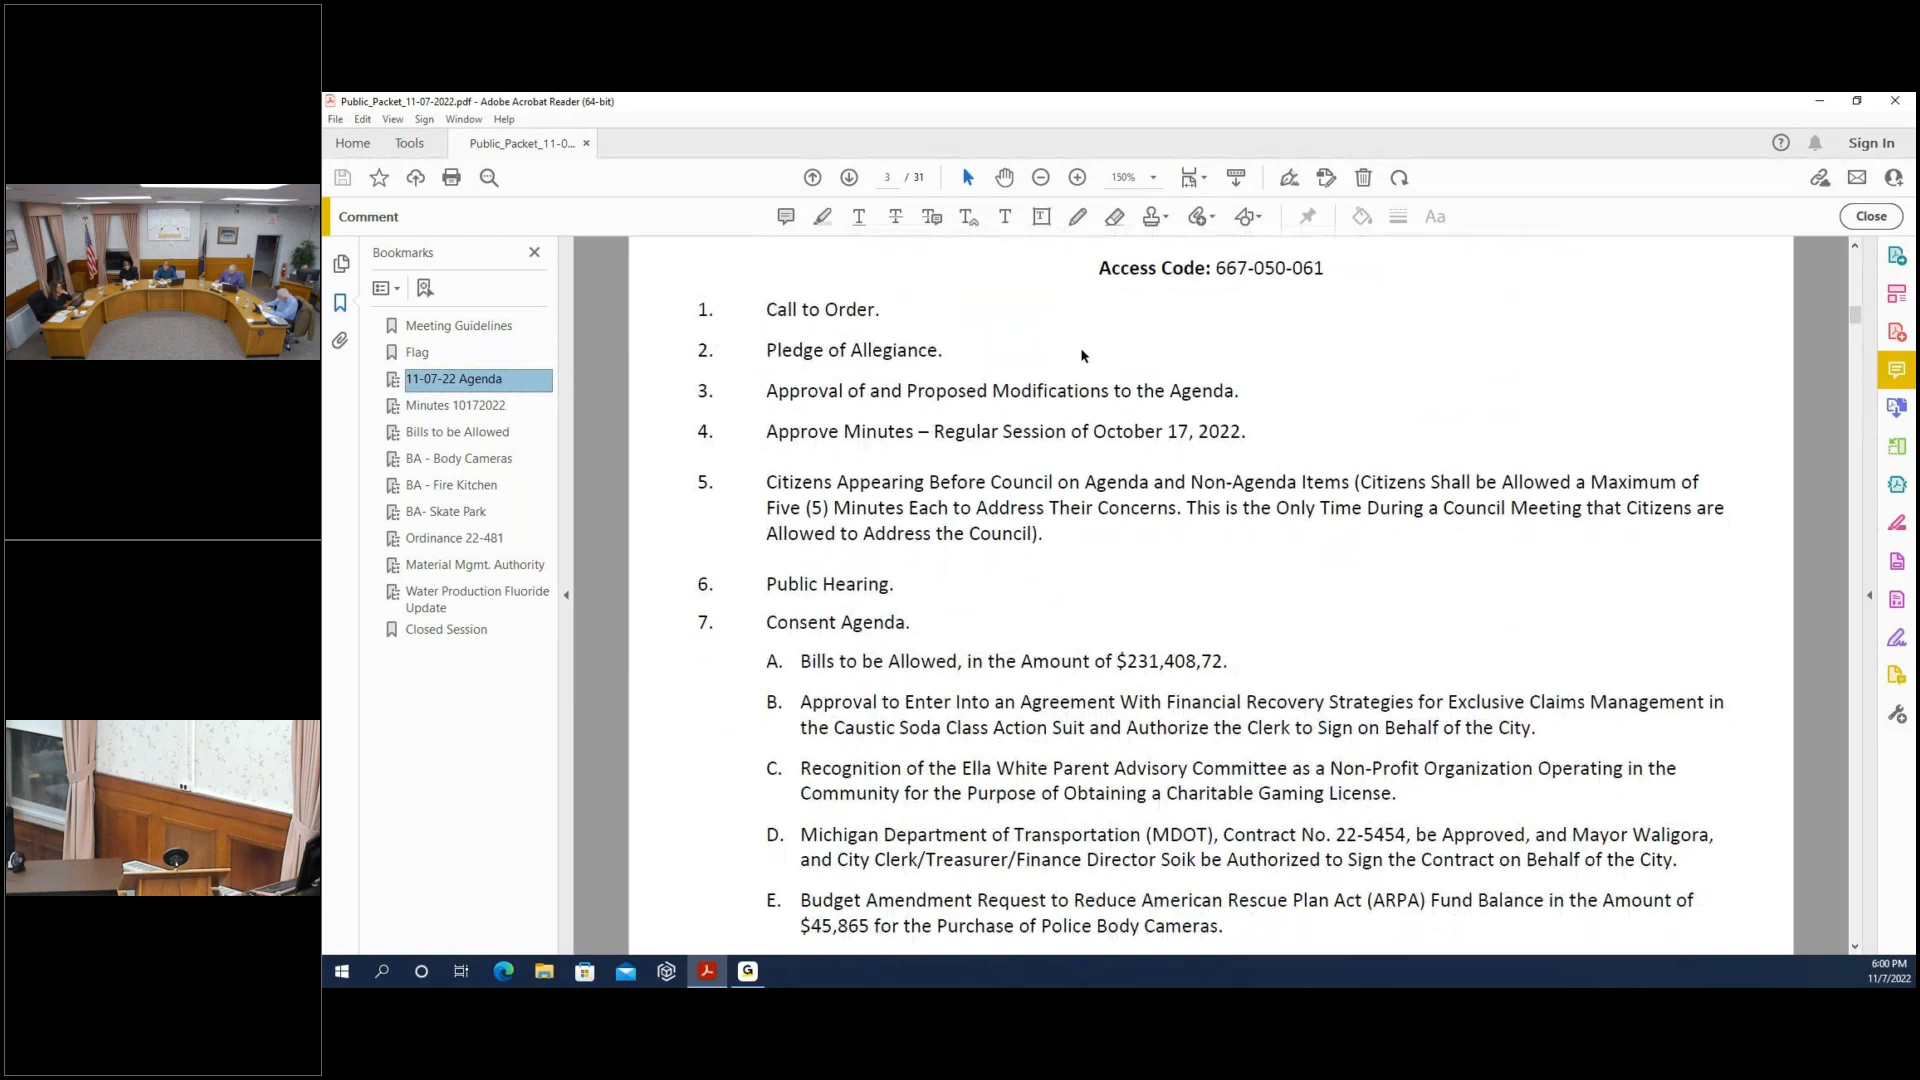 Public_Packet_11-07-2022.pdf - Adobe Acrobat Reader (64-bit)
File Edit View Sign Window Help
Home Tools Public_Packet_11-0... Sign In
3 / 31 150%
Comment Close
Bookmarks
Meeting Guidelines
Flag
11-07-22 Agenda
Minutes 10172022
Bills to be Allowed
BA - Body Cameras
BA - Fire Kitchen
BA- Skate Park
Ordinance 22-481
Material Mgmt. Authority
Water Production Fluoride
Update
Closed Session
Access Code: 667-050-061
1. Call to Order.
2. Pledge of Allegiance.
3. Approval of and Proposed Modifications to the Agenda.
4. Approve Minutes – Regular Session of October 17, 2022.
5. Citizens Appearing Before Council on Agenda and Non-Agenda Items (Citizens Shall be Allowed a Maximum of
Five (5) Minutes Each to Address Their Concerns. This is the Only Time During a Council Meeting that Citizens are
Allowed to Address the Council).
6. Public Hearing.
7. Consent Agenda.
A. Bills to be Allowed, in the Amount of $231,408,72.
B. Approval to Enter Into an Agreement With Financial Recovery Strategies for Exclusive Claims Management in
the Caustic Soda Class Action Suit and Authorize the Clerk to Sign on Behalf of the City.
C. Recognition of the Ella White Parent Advisory Committee as a Non-Profit Organization Operating in the
Community for the Purpose of Obtaining a Charitable Gaming License.
D. Michigan Department of Transportation (MDOT), Contract No. 22-5454, be Approved, and Mayor Waligora,
and City Clerk/Treasurer/Finance Director Soik be Authorized to Sign the Contract on Behalf of the City.
E. Budget Amendment Request to Reduce American Rescue Plan Act (ARPA) Fund Balance in the Amount of
$45,865 for the Purchase of Police Body Cameras.
6:00 PM
11/7/2022